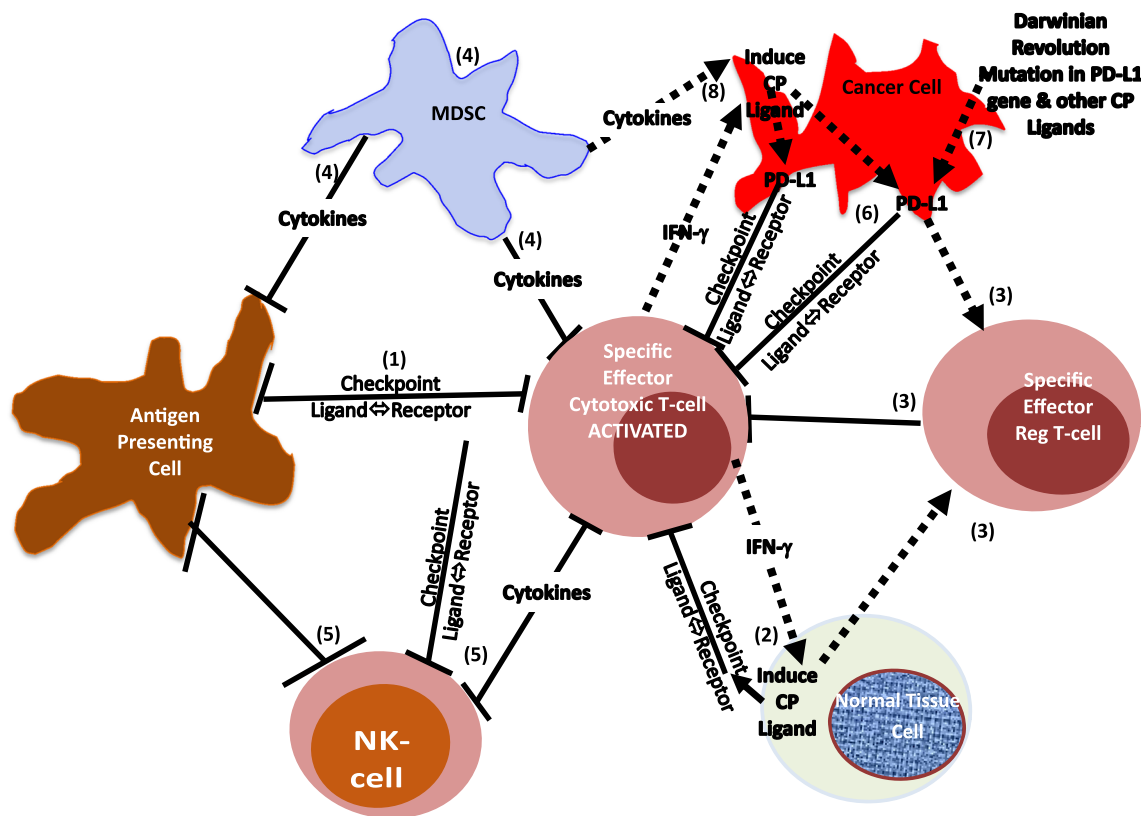 (4)
MDSC
(4)
Cytokines
(4)
Cytokines
Cytokines
(8)
Induce
CP
Ligand
Cancer Cell
Darwinian
Revolution
Mutation in PD-L1
gene & other CP
Ligands
(7)
PD-L1
PD-L1
(6)
IFN-γ
Checkpoint
Ligand⇔Receptor
Checkpoint
Ligand⇔Receptor
(3)
(1)
Checkpoint
Ligand⇔Receptor
Antigen
Presenting
Cell
Specific
Effector
Cytotoxic T-cell
ACTIVATED
(3)
Specific
Effector
Reg T-cell
Checkpoint
Ligand⇔Receptor
Cytokines
IFN-γ
(3)
Checkpoint
Ligand⇔Receptor
(5)
(5)
(2)
Induce
CP
Ligand
Normal Tissue
Cell
NK-
cell